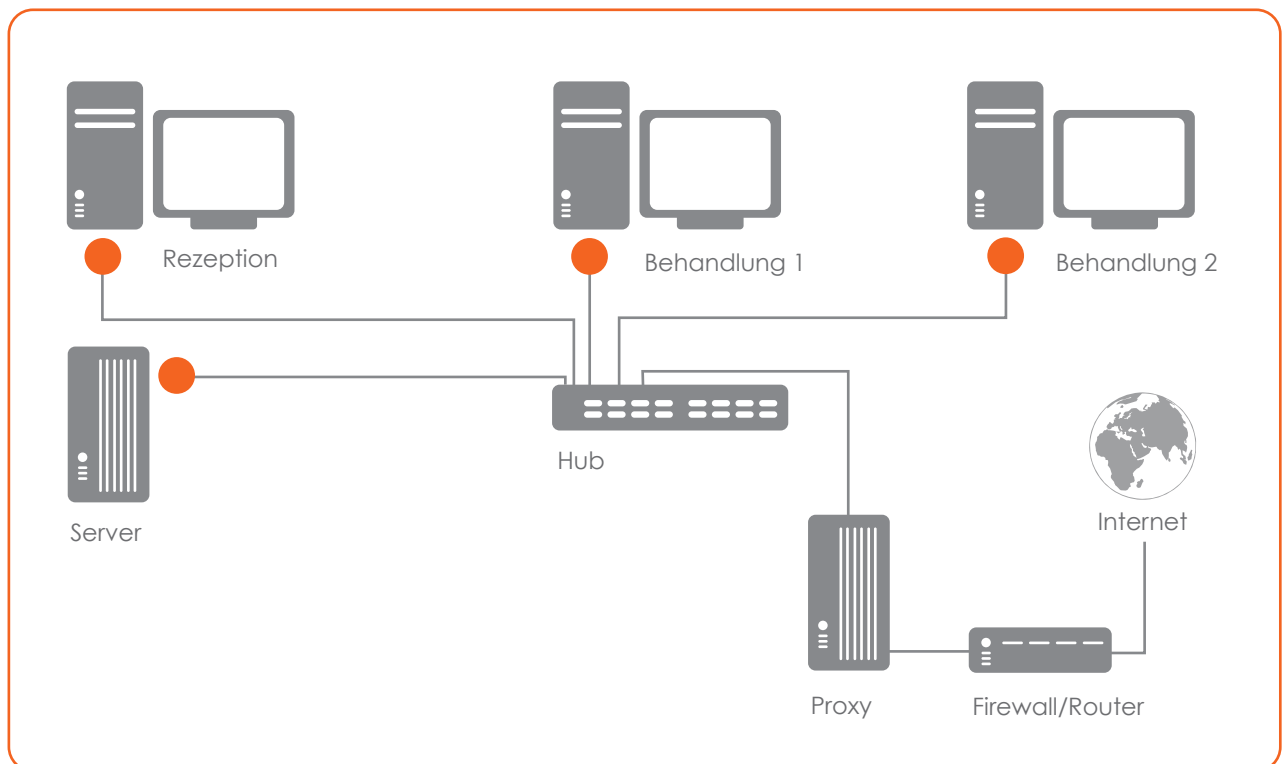 Rezeption
Behandlung 1
Behandlung 2
Hub
Server
Internet
Proxy
Firewall/Router